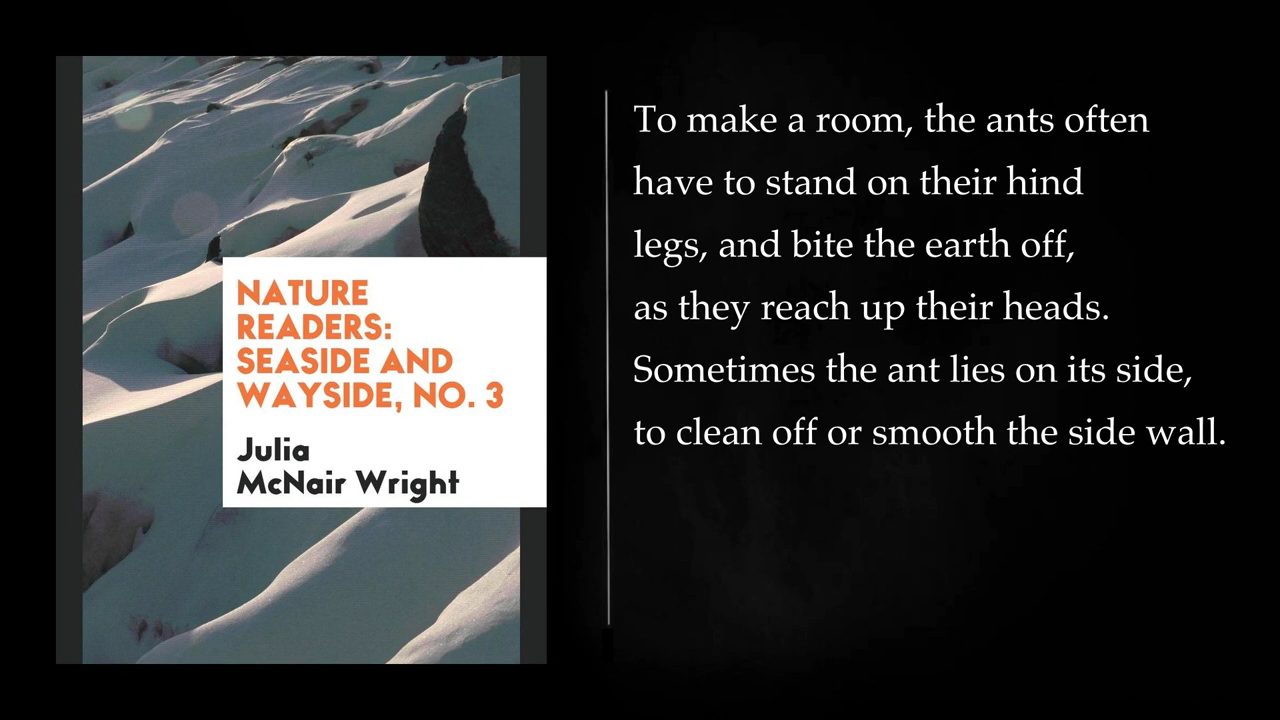 NATURE
READERS:
SEASIDE AND
WAYSIDE, NO. 3
Julia
McNair Wright
To make a room, the ants often
have to stand on their hind
legs, and bite the earth off,
as they reach up their heads.
Sometimes the ant lies on its side,
to clean off or smooth the side wall.